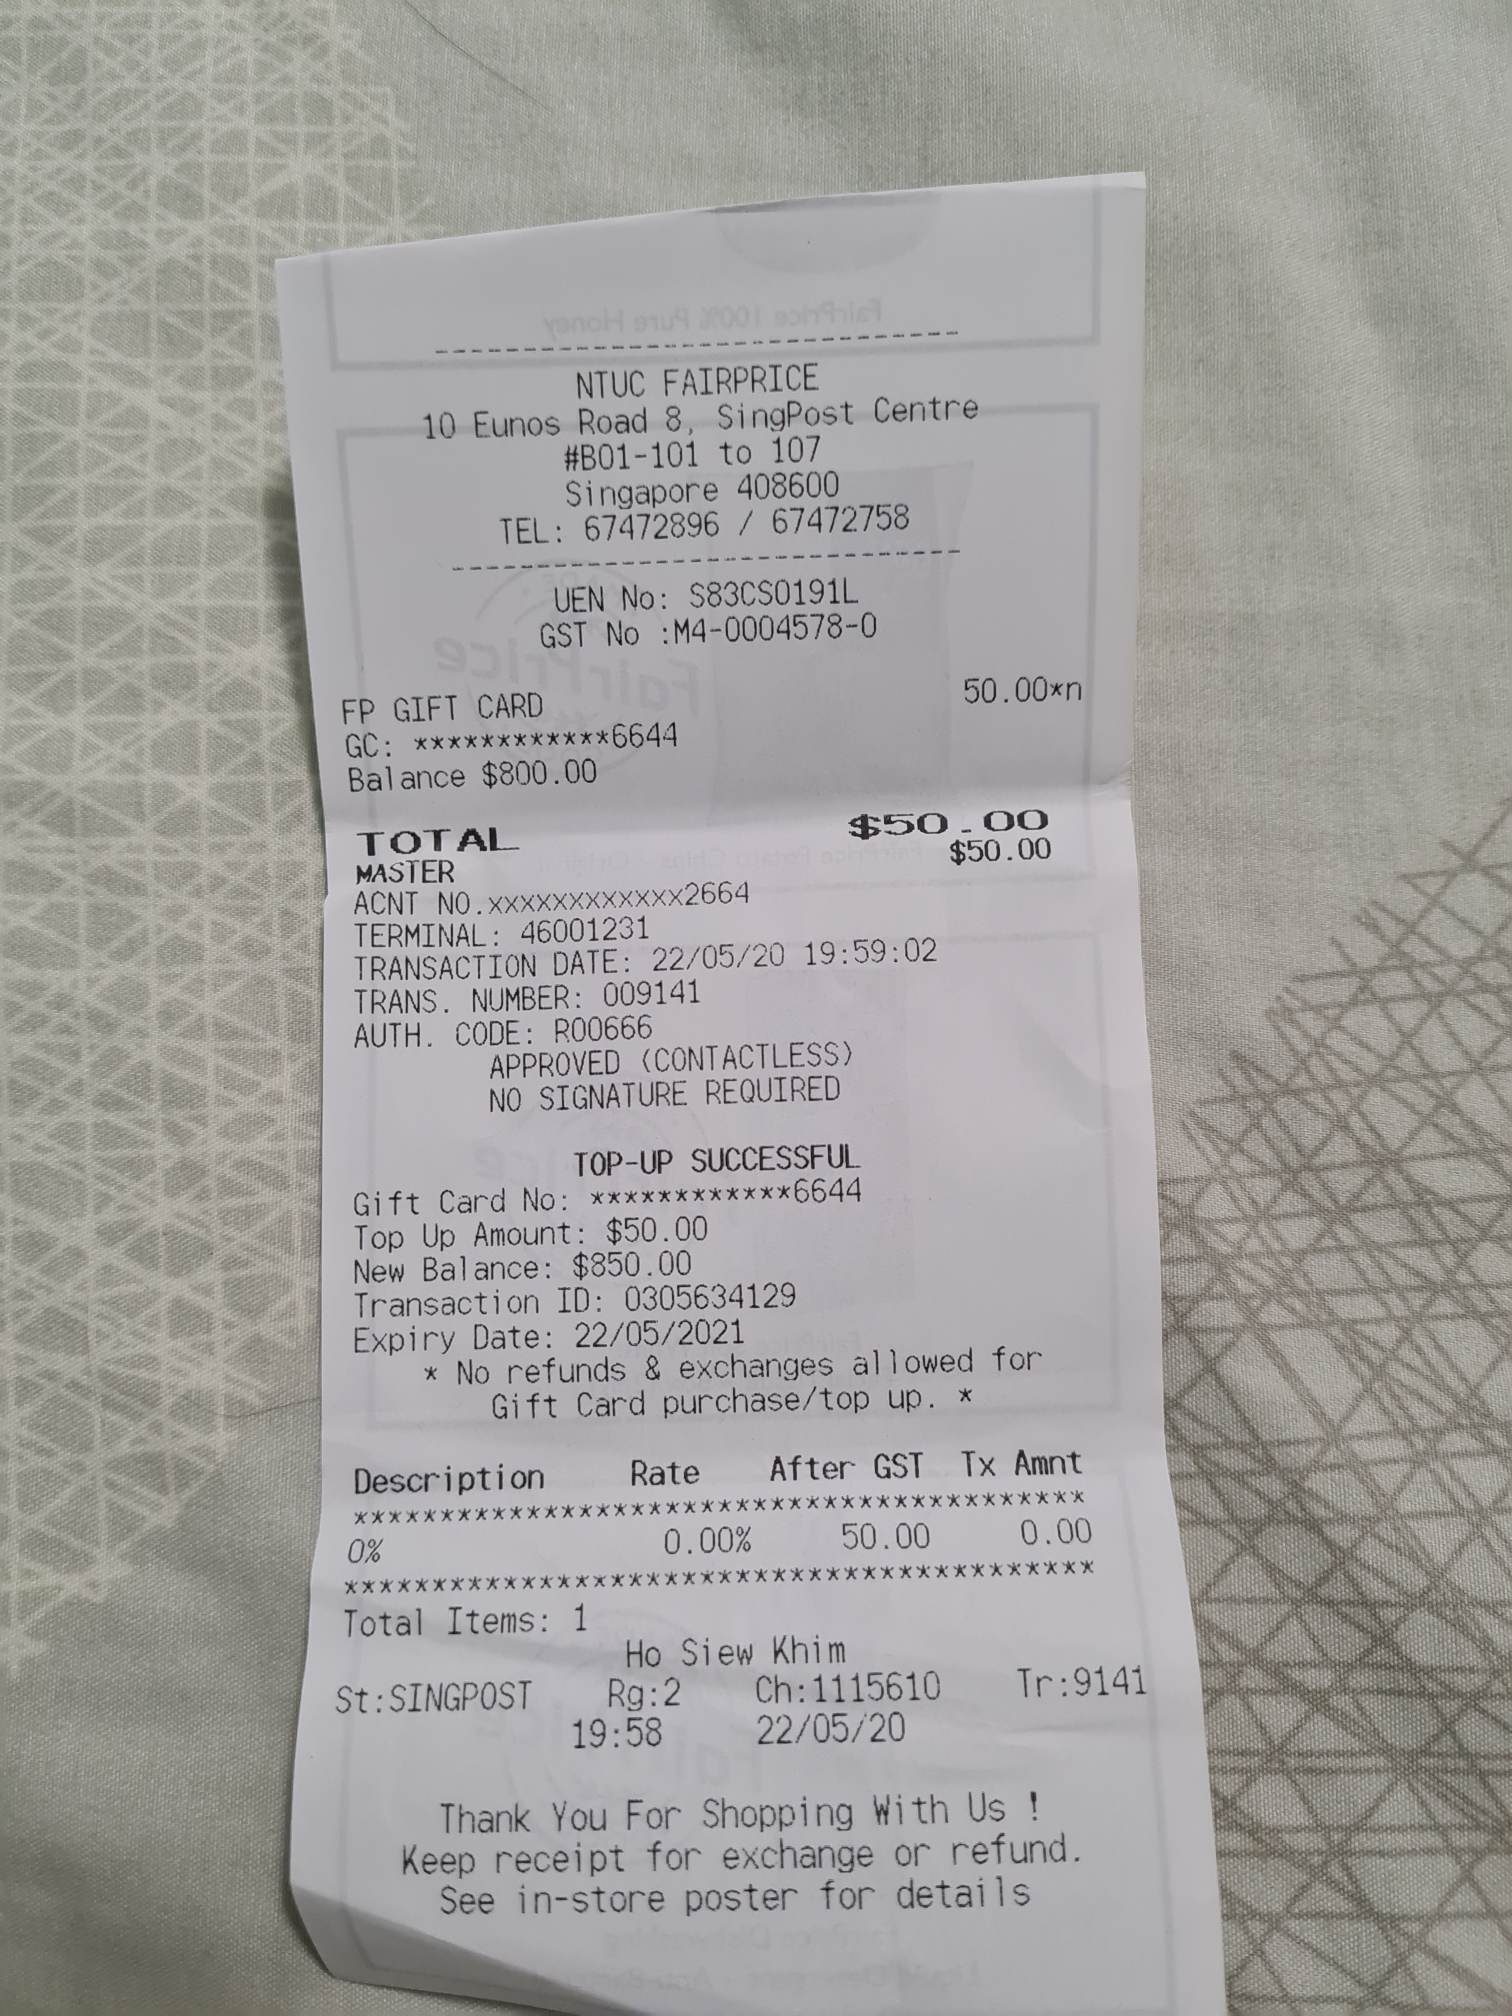 FairPrice 100% Pure Honey
NTUC FAIRPRICE
10 Eunos Road 8, SingPost Centre
#B01-101 to 107
Singapore 408600
TEL: 67472896 / 67472758
UEN No: S83CS0191L
GST No :M4-0004578-0
FairPrice
FP GIFT CARD 50.00*n
GC: ************6644
Balance $800.00
TOTAL $50.00
MASTER $50.00
ACNT NO.xxxxxxxxxxxx2664
TERMINAL: 46001231
TRANSACTION DATE: 22/05/20 19:59:02
TRANS. NUMBER: 009141
AUTH. CODE: R00666
APPROVED (CONTACTLESS)
NO SIGNATURE REQUIRED
TOP-UP SUCCESSFUL
Gift Card No: ************6644
Top Up Amount: $50.00
New Balance: $850.00
Transaction ID: 0305634129
Expiry Date: 22/05/2021
* No refunds & exchanges allowed for
Gift Card purchase/top up. *
Description Rate After GST Tx Amnt
*******************************************
0% 0.00% 50.00 0.00
*******************************************
Total Items: 1
Ho Siew Khim
St:SINGPOST Rg:2 Ch:1115610 Tr:9141
19:58 22/05/20
Thank You For Shopping With Us !
Keep receipt for exchange or refund.
See in-store poster for details